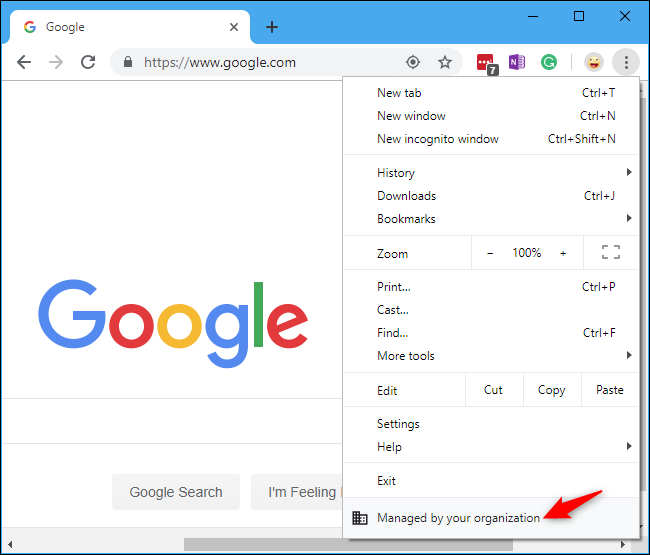 Google
https://www.google.com
7
New tab Ctrl+T
New window Ctrl+N
New incognito window Ctrl+Shift+N
History
Downloads Ctrl+J
Bookmarks
Zoom − 100% +
Print... Ctrl+P
Cast...
Find... Ctrl+F
More tools
Edit Cut Copy Paste
Settings
Help
Exit
Managed by your organization
Google
Google Search I'm Feeling